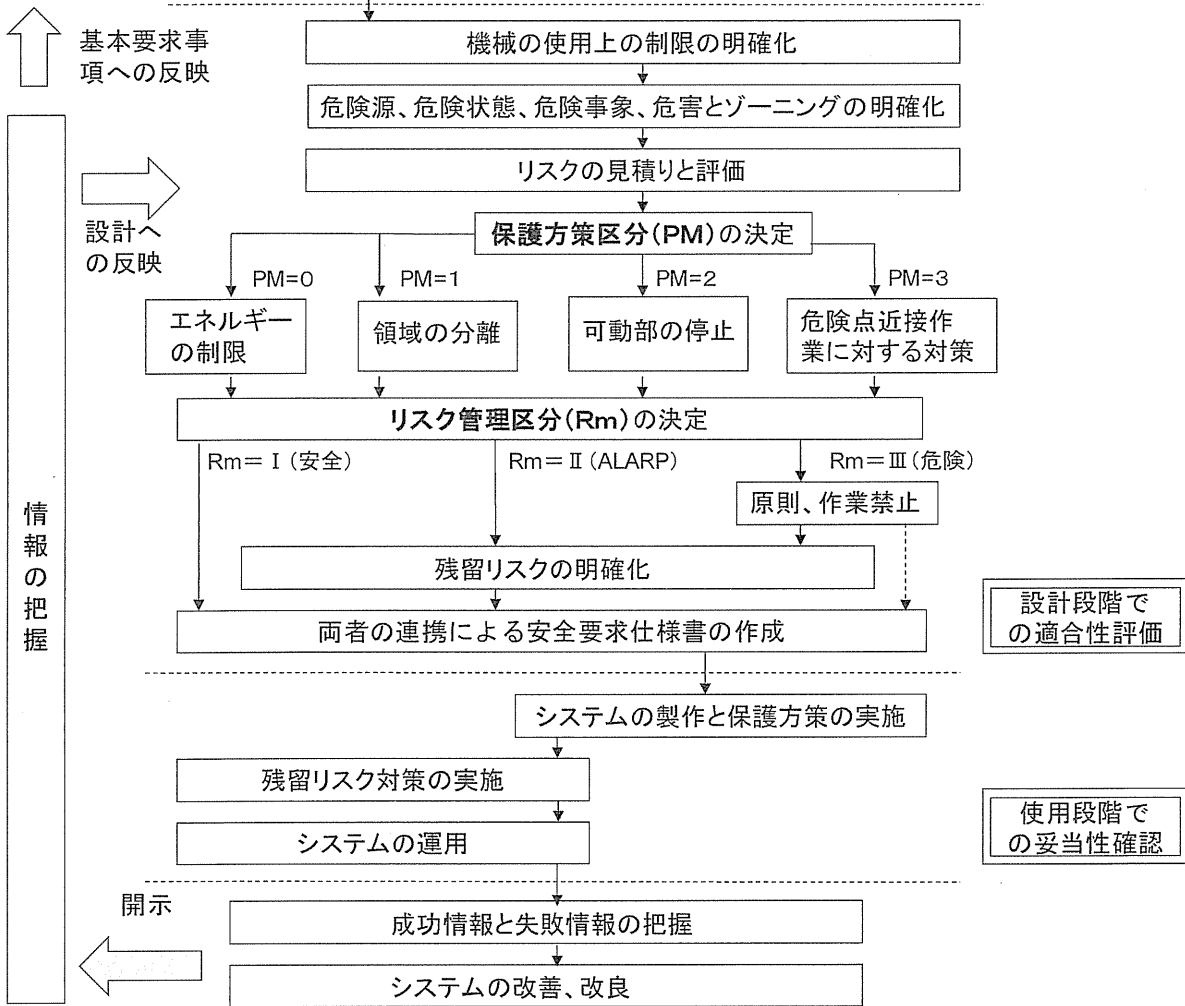 基本要求事
項への反映
機械の使用上の制限の明確化
危険源、危険状態、危険事象、危害とゾーニングの明確化
リスクの見積りと評価
設計へ
の反映
保護方策区分(PM)の決定
PM=0
PM=1
PM=2
PM=3
エネルギー
の制限
領域の分離
可動部の停止
危険点近接作
業に対する対策
リスク管理区分(Rm)の決定
Rm=Ⅰ(安全)
Rm=Ⅱ(ALARP)
Rm=Ⅲ(危険)
原則、作業禁止
残留リスクの明確化
両者の連携による安全要求仕様書の作成
設計段階で
の適合性評価
情報の把握
システムの製作と保護方策の実施
残留リスク対策の実施
システムの運用
使用段階で
の妥当性確認
開示
成功情報と失敗情報の把握
システムの改善、改良